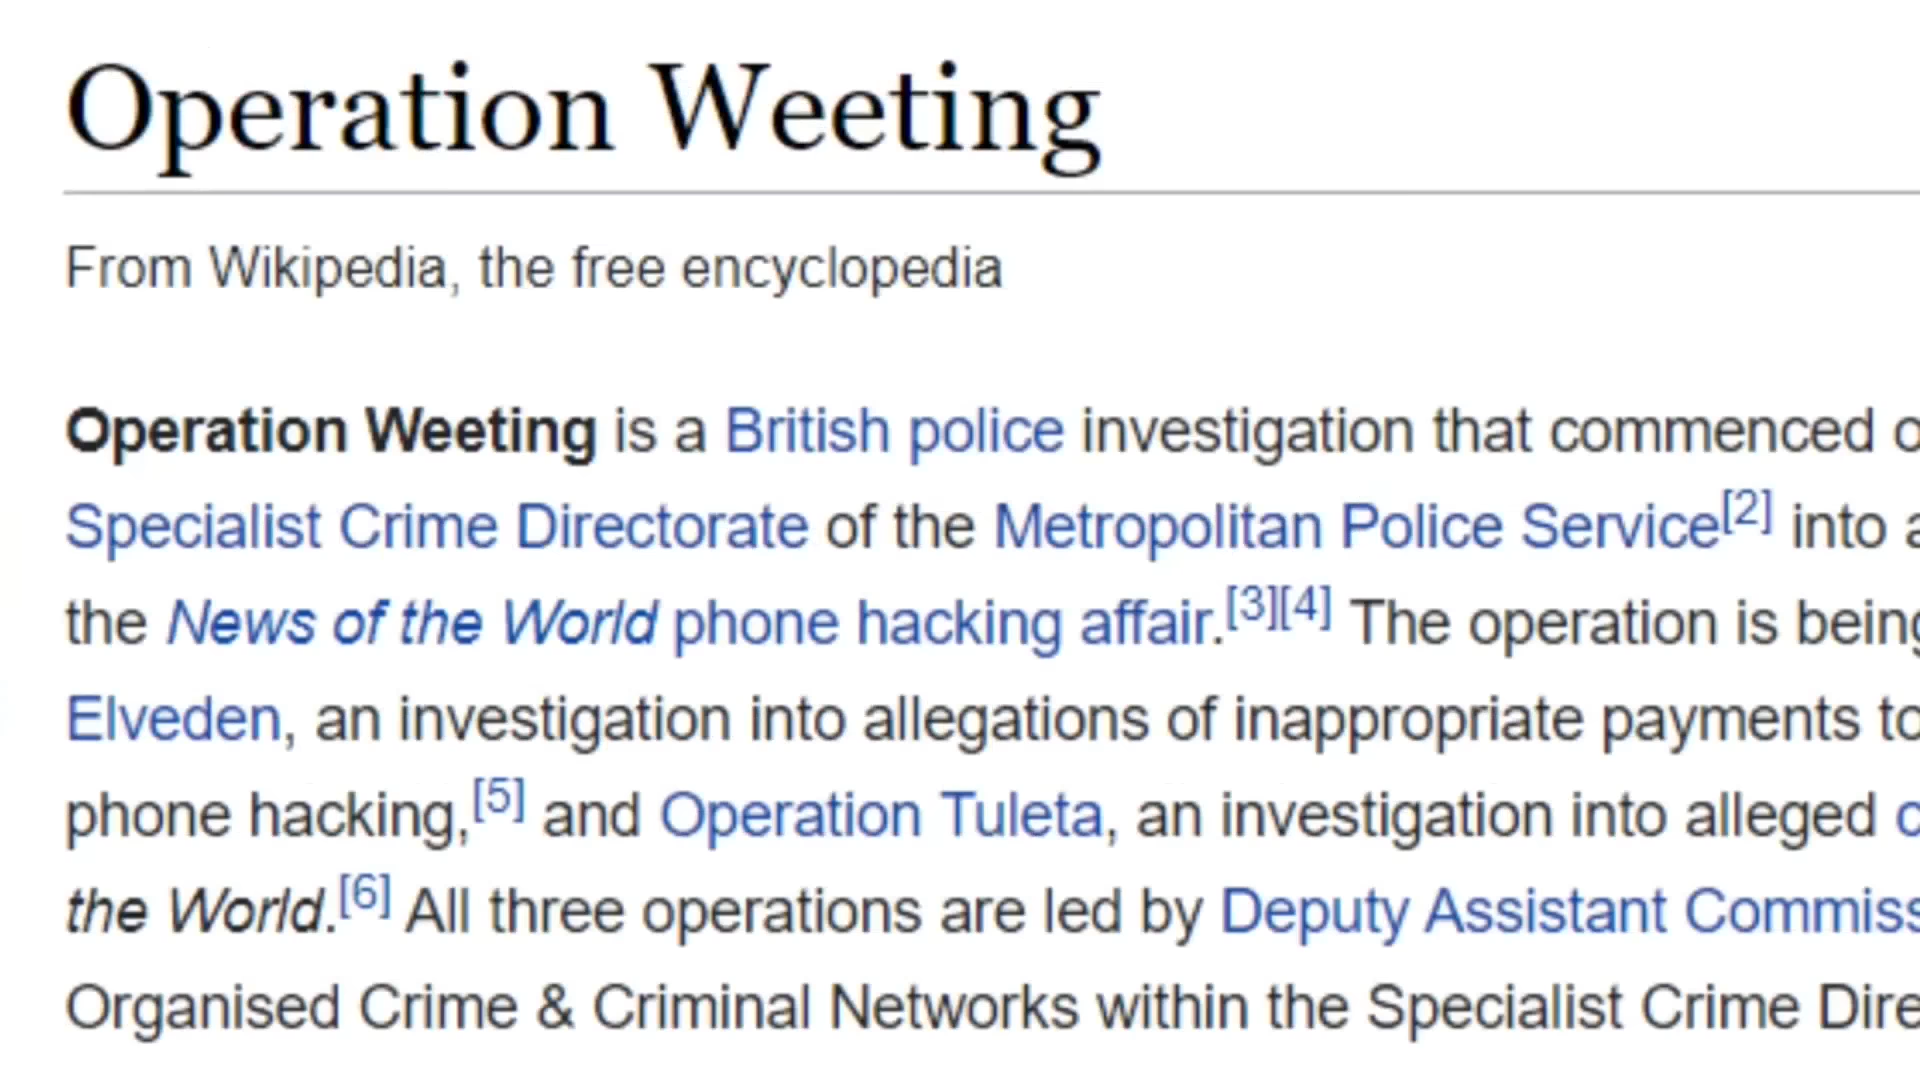 Operation Weeting
From Wikipedia, the free encyclopedia
Operation Weeting is a British police investigation that commenced
Specialist Crime Directorate of the Metropolitan Police Service[2] into
the News of the World phone hacking affair.[3][4] The operation is being
Elveden, an investigation into allegations of inappropriate payments to
phone hacking,[5] and Operation Tuleta, an investigation into alleged
the World.[6] All three operations are led by Deputy Assistant Commiss
Organised Crime & Criminal Networks within the Specialist Crime Dire